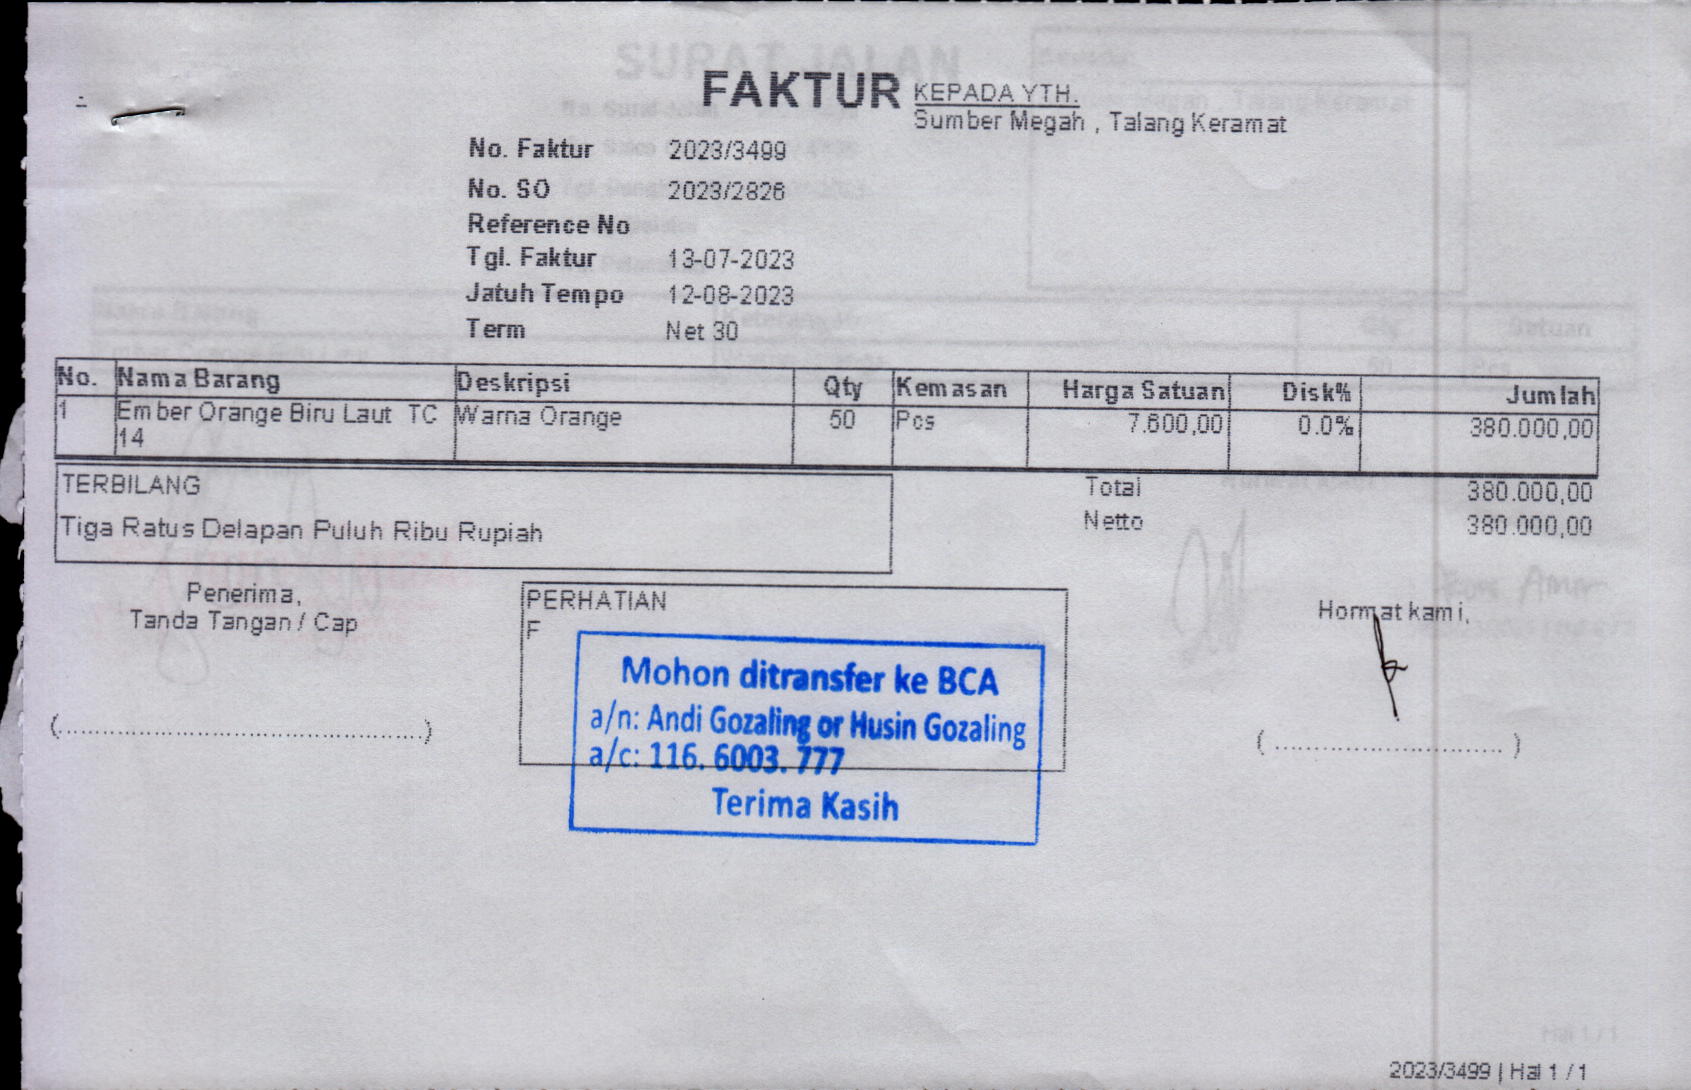 FAKTUR
KEPADA YTH.
Sumber Megah , Talang Keramat
No. Faktur 2023/3499
No. SO 2023/2826
Reference No
Tgl. Faktur 13-07-2023
Jatuh Tempo 12-08-2023
Term Net 30
No. Nama Barang Deskripsi Qty Kemasan Harga Satuan Disk% Jumlah
1 Ember Orange Biru Laut TC Warna Orange 50 Pcs 7.600,00 0.0% 380.000,00
14
TERBILANG Total 380.000,00
Tiga Ratus Delapan Puluh Ribu Rupiah Netto 380.000,00
Penerima,
Tanda Tangan / Cap
(........................................................)
PERHATIAN
F
Mohon ditransfer ke BCA
a/n: Andi Gozaling or Husin Gozaling
a/c: 116. 6003. 777
Terima Kasih
Hormat kami,
( ................................... )
2023/3499 | Hal 1 / 1